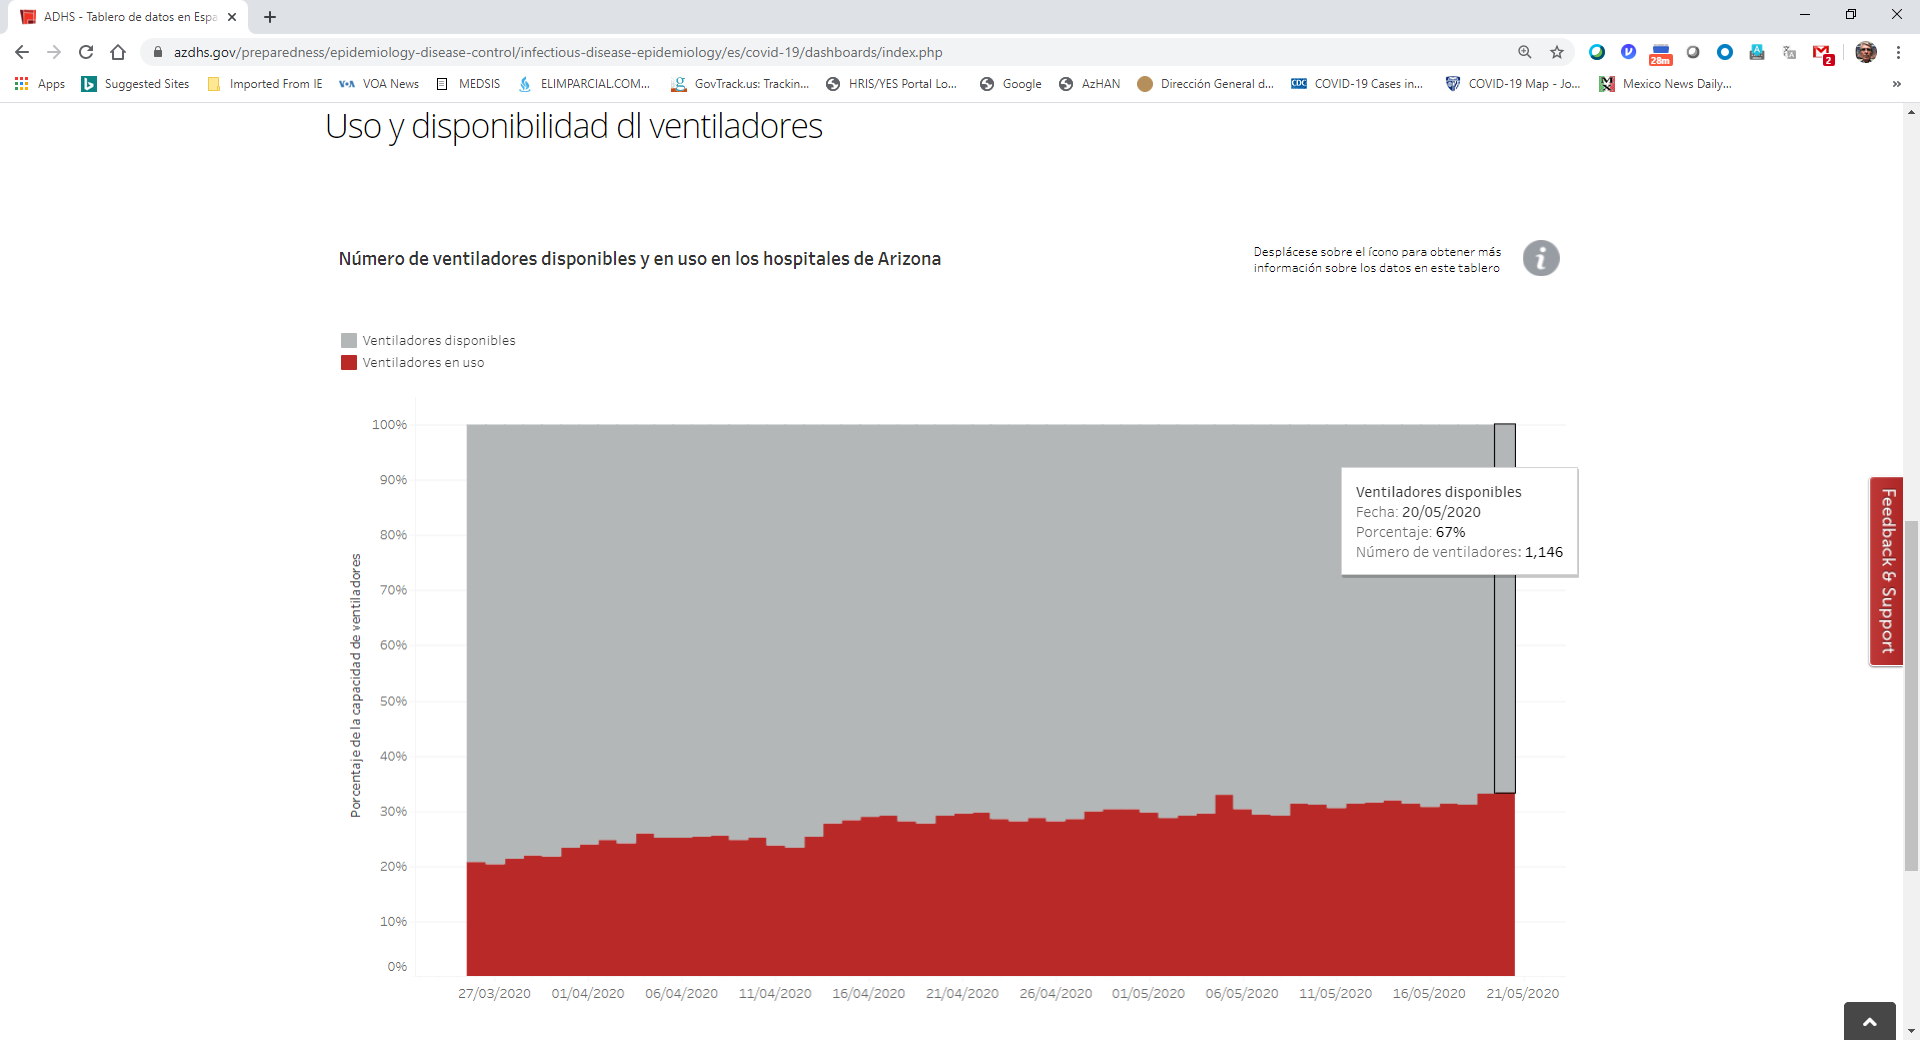 ADHS - Tablero de datos en Espa
azdhs.gov/preparedness/epidemiology-disease-control/infectious-disease-epidemiology/es/covid-19/dashboards/index.php
28m
2
Apps
Suggested Sites
Imported From IE
VOA
VOA News
MEDSIS
ELIMPARCIAL.COM...
GovTrack.us: Trackin...
HRIS/YES Portal Lo...
Google
AzHAN
Dirección General d...
CDC
COVID-19 Cases in...
COVID-19 Map - Jo...
Mexico News Daily...
»
Uso y disponibilidad dl ventiladores
Número de ventiladores disponibles y en uso en los hospitales de Arizona
Desplácese sobre el ícono para obtener más
información sobre los datos en este tablero
i
Ventiladores disponibles
Ventiladores en uso
Porcentaje de la capacidad de ventiladores
100%
90%
80%
70%
60%
50%
40%
30%
20%
10%
0%
Ventiladores disponibles
Fecha: 20/05/2020
Porcentaje: 67%
Número de ventiladores: 1,146
27/03/2020
01/04/2020
06/04/2020
11/04/2020
16/04/2020
21/04/2020
26/04/2020
01/05/2020
06/05/2020
11/05/2020
16/05/2020
21/05/2020
Feedback & Support